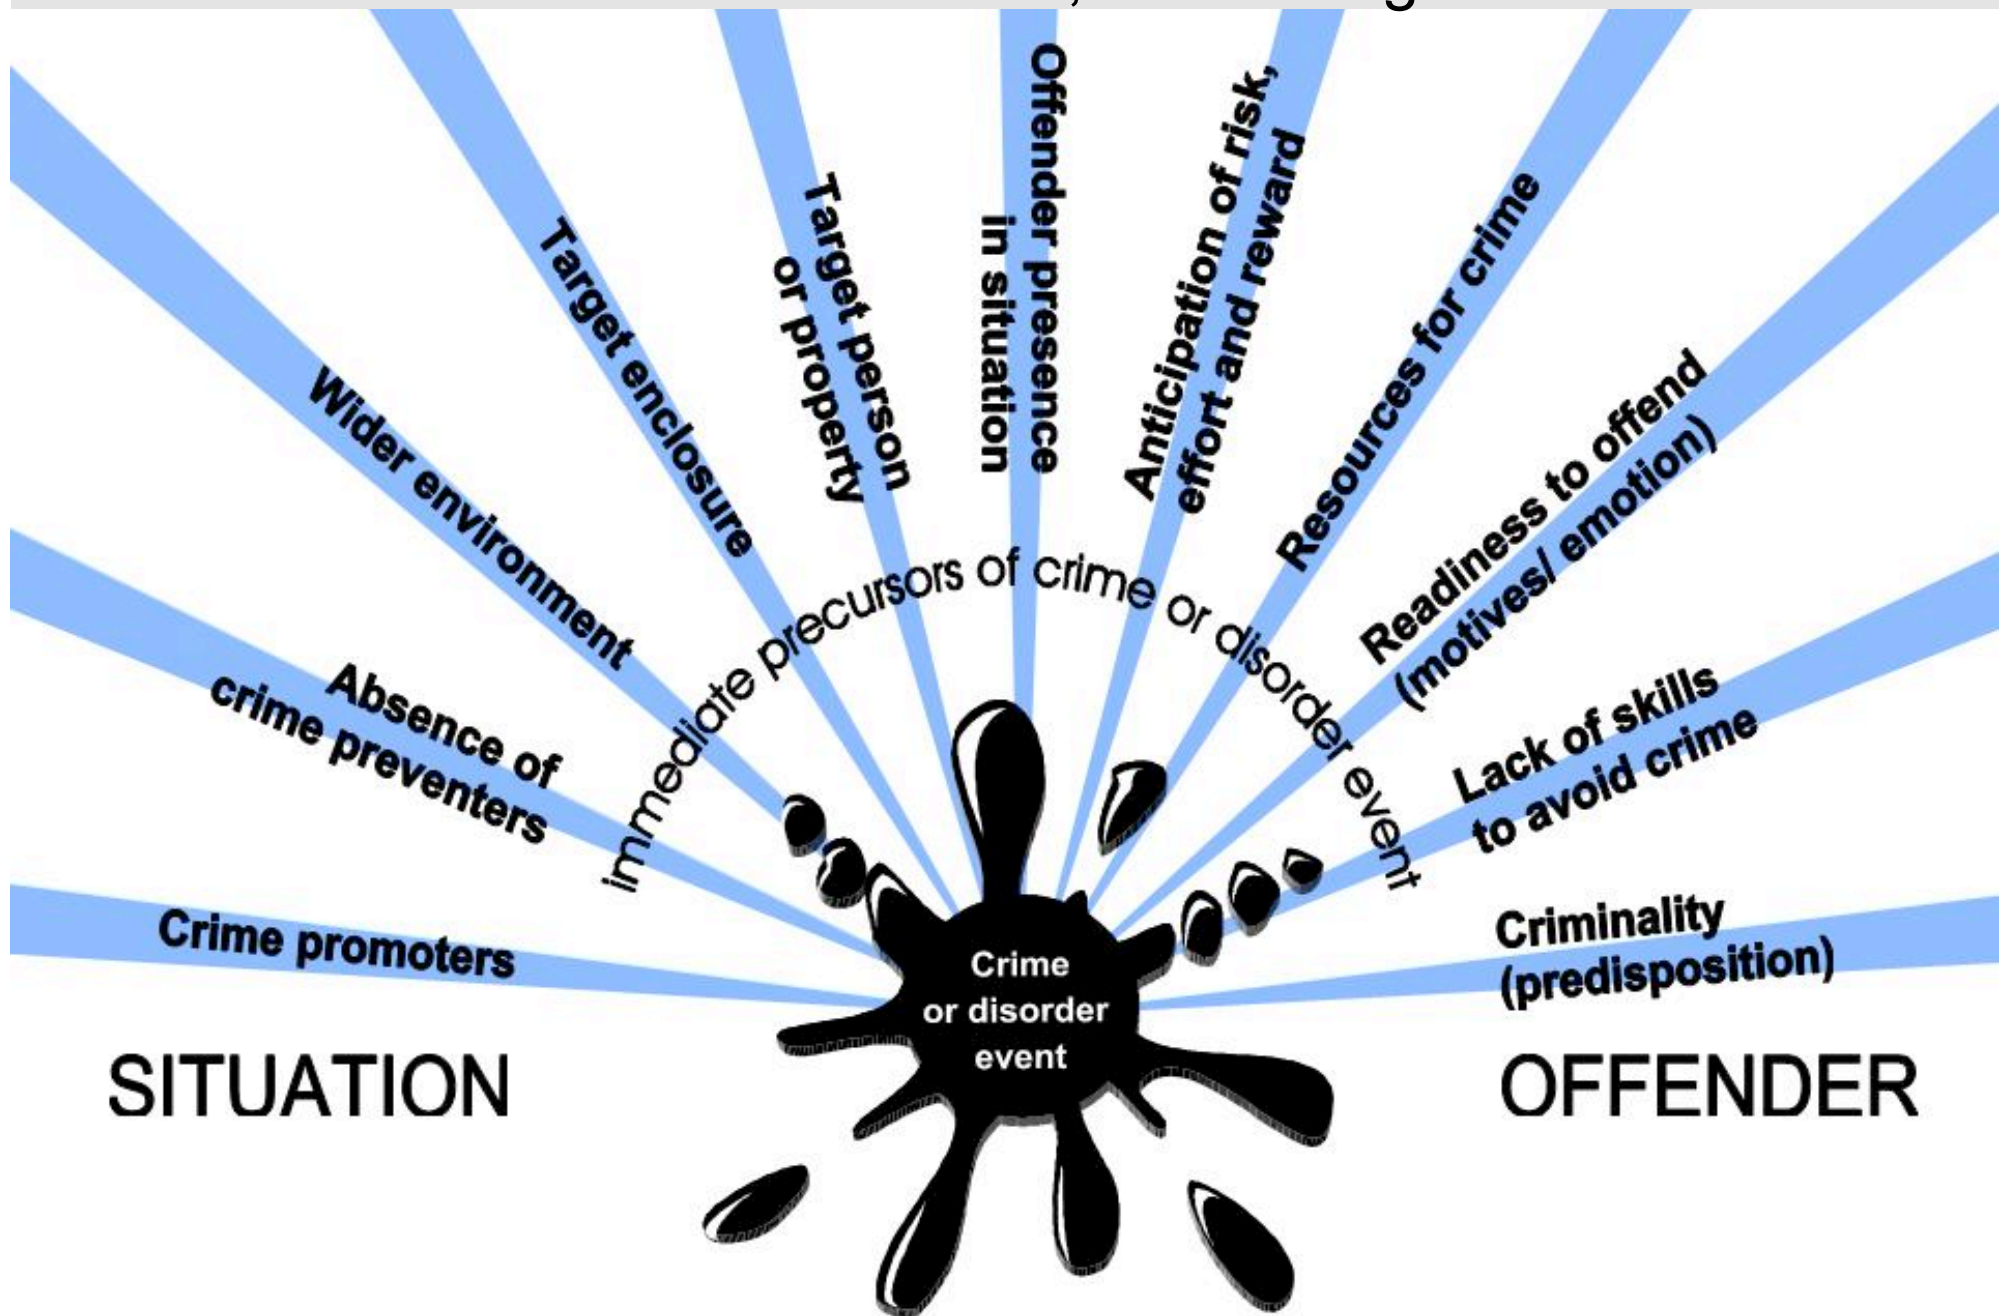 Crime promoters
Absence of
crime preventers
Wider environment
Target enclosure
Target person
or property
Offender presence
in situation
Anticipation of risk,
effort and reward
Resources for crime
Readiness to offend
(motives/ emotion)
Lack of skills
to avoid crime
Criminality
(predisposition)
immediate precursors of crime or disorder event
Crime
or disorder
event
SITUATION
OFFENDER